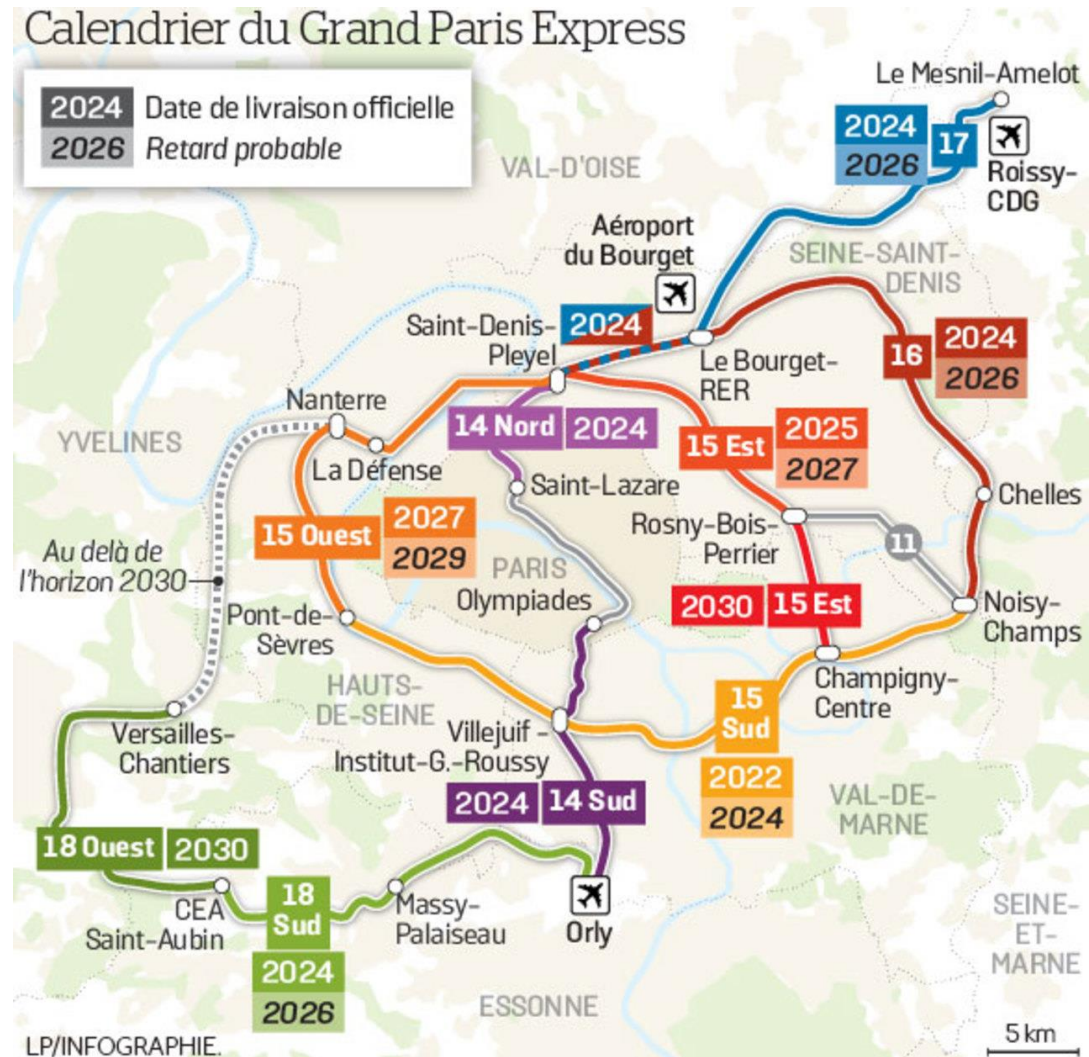 Calendrier du Grand Paris Express
2024 Date de livraison officielle
2026 Retard probable
Le Mesnil-Amelot
2024
2026
17
Roissy-
CDG
VAL-D'OISE
Aéroport
du Bourget
SEINE-SAINT-
DENIS
Saint-Denis-
Pleyel
2024
Le Bourget-
RER
16
2024
2026
Nanterre
YVELINES
La Défense
14 Nord 2024
15 Est
2025
2027
Saint-Lazare
Chelles
Rosny-Bois-
Perrier
11
15 Ouest
2027
2029
Au delà de
l'horizon 2030
PARIS
Olympiades
2030 15 Est
Noisy-
Champs
Pont-de-
Sèvres
Champigny-
Centre
HAUTS-
DE-SEINE
15
Sud
2022
2024
Versailles-
Chantiers
Villejuif -
Institut-G.-Roussy
2024 14 Sud
VAL-DE-
MARNE
18 Ouest 2030
CEA
Saint-Aubin
18
Sud
2024
2026
Massy-
Palaiseau
Orly
SEINE-
ET-
MARNE
ESSONNE
5 km
LP/INFOGRAPHIE.